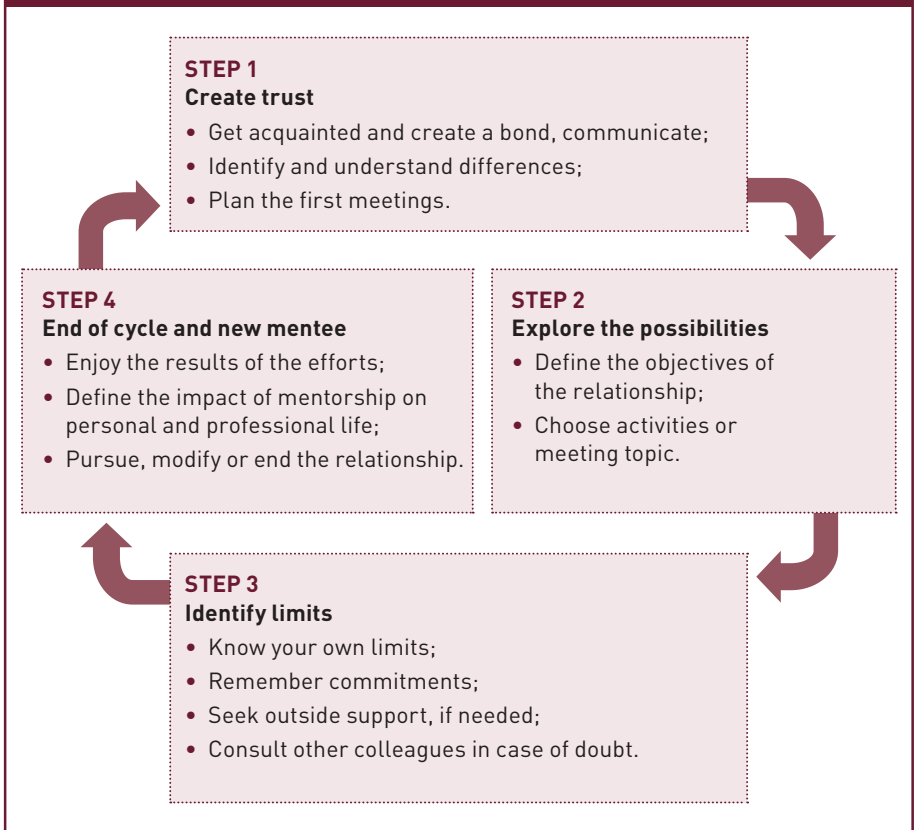 STEP 1
Create trust
• Get acquainted and create a bond, communicate;
• Identify and understand differences;
• Plan the first meetings.
STEP 2
Explore the possibilities
• Define the objectives of
the relationship;
• Choose activities or
meeting topic.
STEP 3
Identify limits
• Know your own limits;
• Remember commitments;
• Seek outside support, if needed;
• Consult other colleagues in case of doubt.
STEP 4
End of cycle and new mentee
• Enjoy the results of the efforts;
• Define the impact of mentorship on
personal and professional life;
• Pursue, modify or end the relationship.